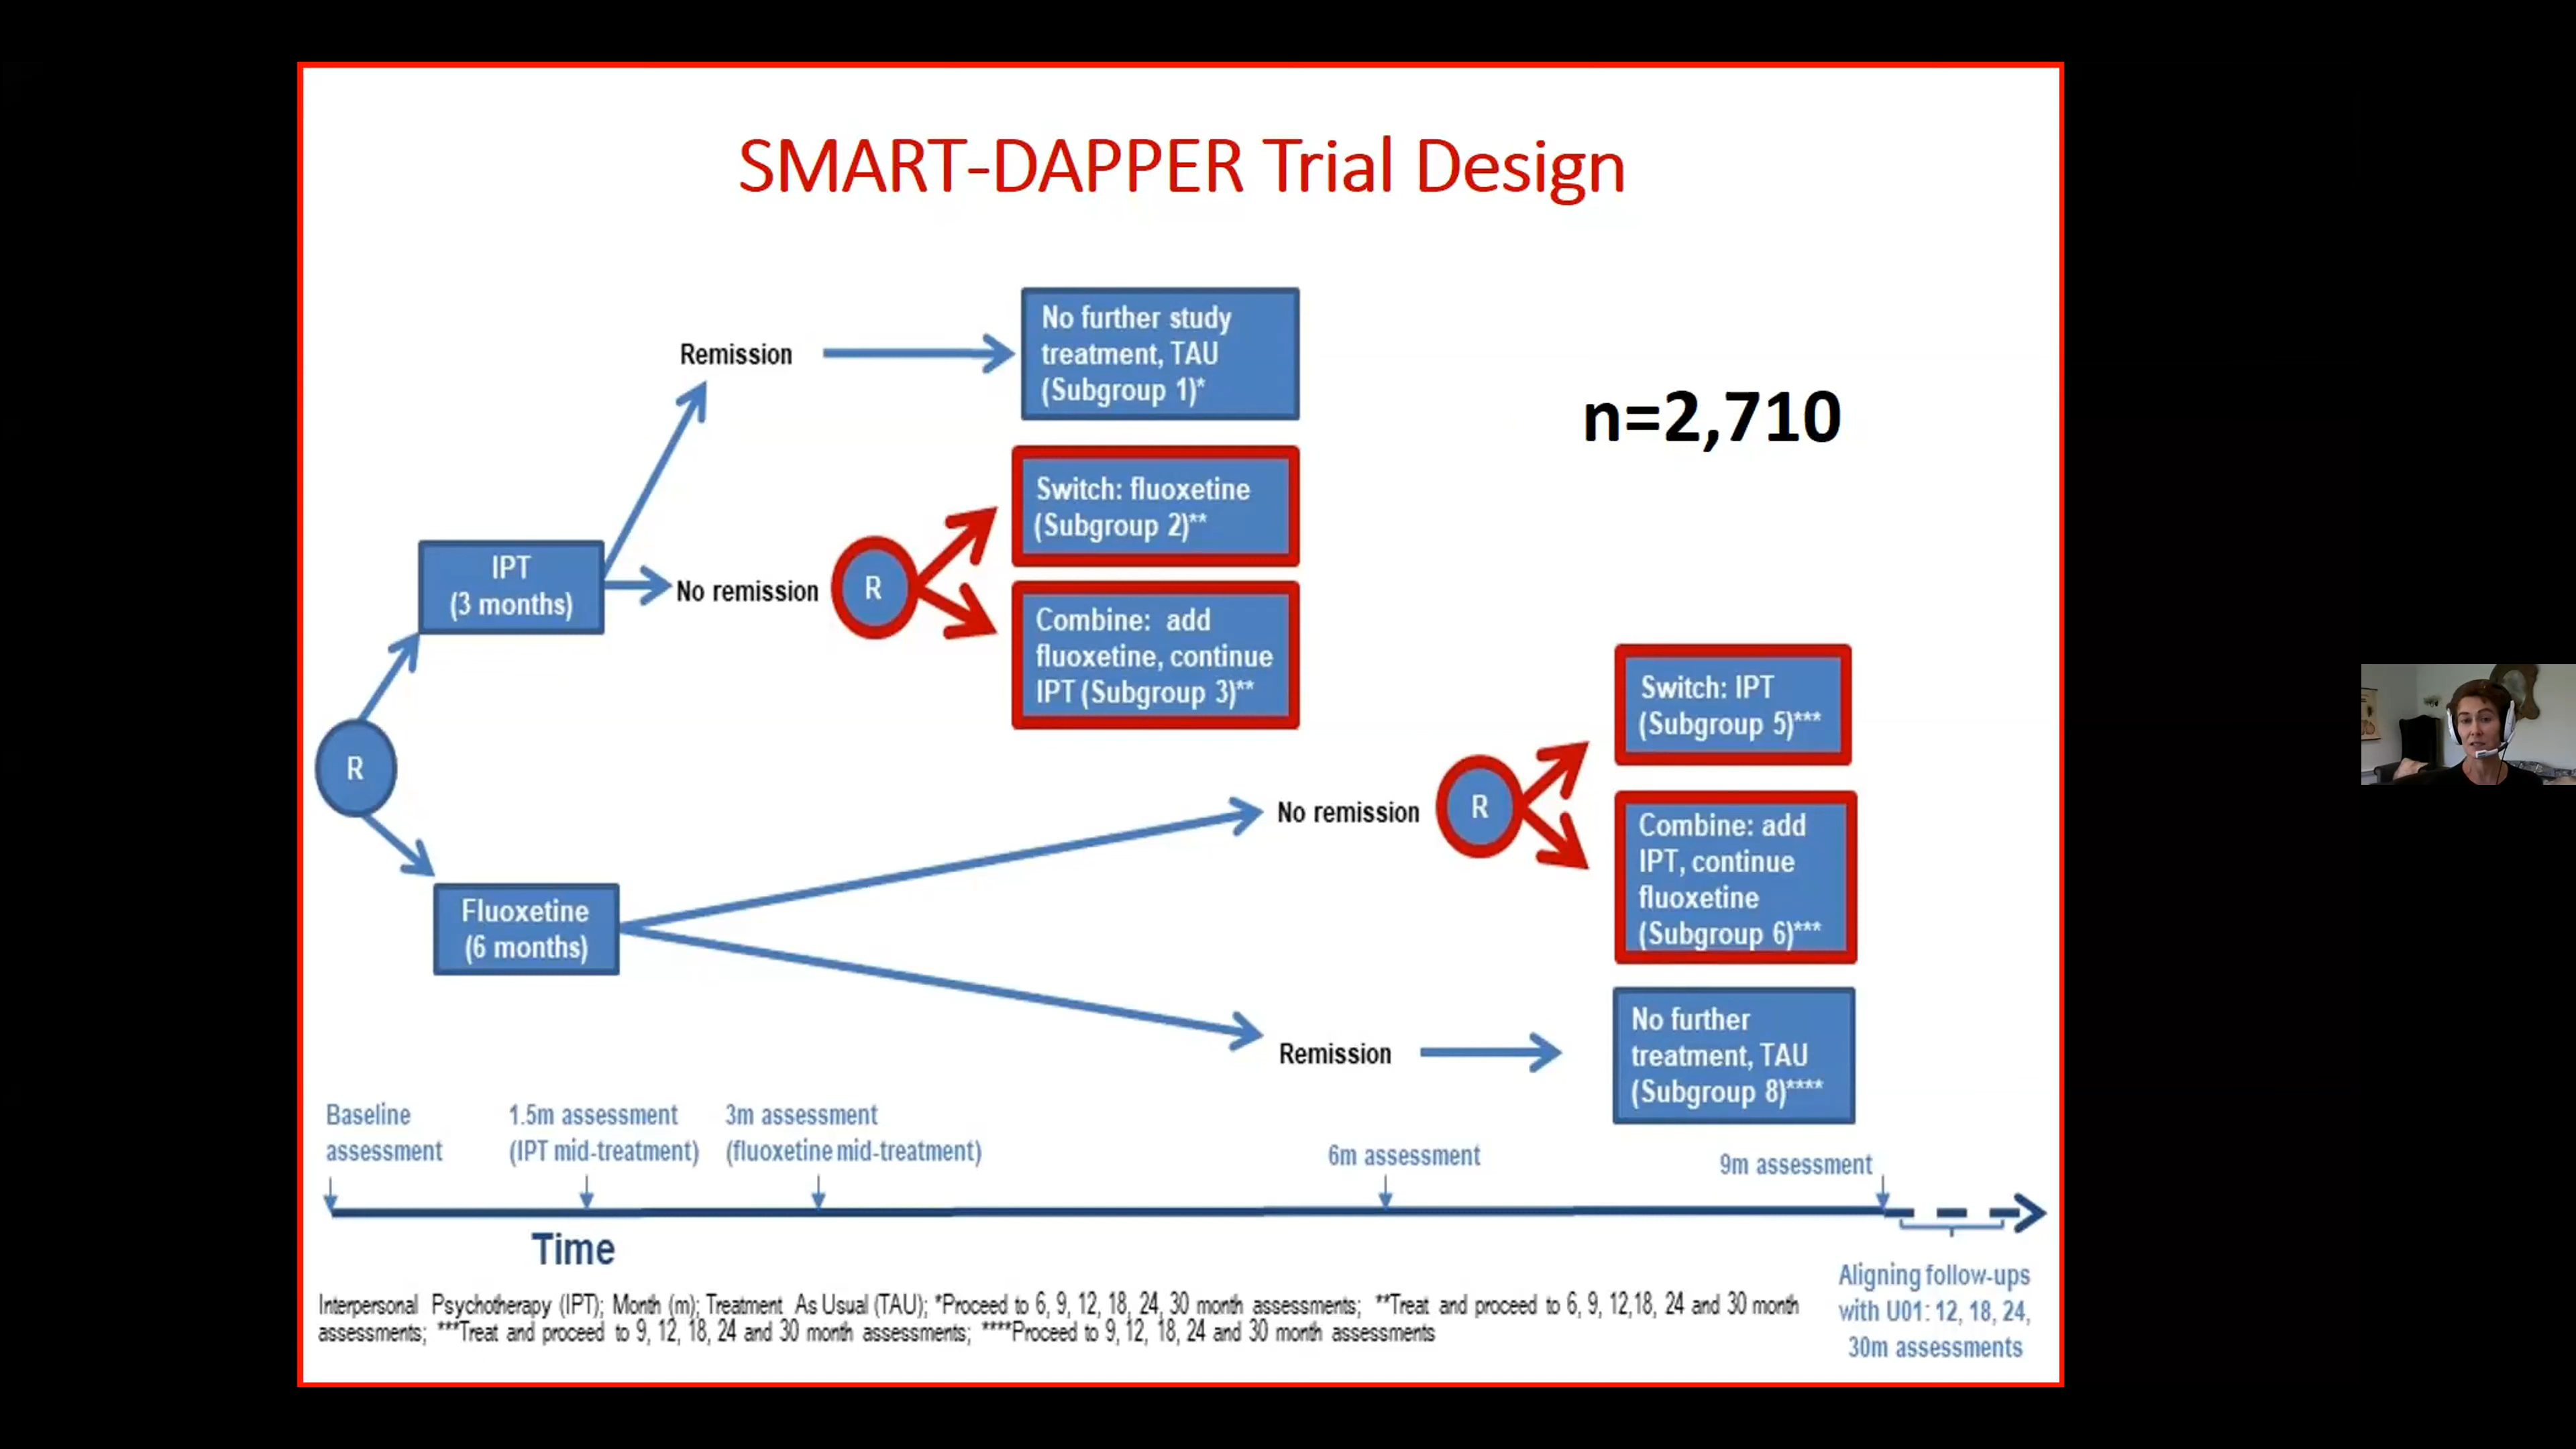 SMART-DAPPER Trial Design
No further study
treatment, TAU
(Subgroup 1)*
Remission
n=2,710
Switch: fluoxetine
(Subgroup 2)**
IPT
(3 months)
No remission
R
Combine: add
fluoxetine, continue
IPT (Subgroup 3)**
Switch: IPT
(Subgroup 5)***
R
No remission
R
Combine: add
IPT, continue
fluoxetine
(Subgroup 6)***
Fluoxetine
(6 months)
Remission
No further
treatment, TAU
(Subgroup 8)****
Baseline
assessment
1.5m assessment
(IPT mid-treatment)
3m assessment
(fluoxetine mid-treatment)
6m assessment
9m assessment
Time
Aligning follow-ups
with U01: 12, 18, 24,
30m assessments
Interpersonal Psychotherapy (IPT); Month (m); Treatment As Usual (TAU); *Proceed to 6, 9, 12, 18, 24, 30 month assessments; **Treat and proceed to 6, 9, 12,18, 24 and 30 month
assessments; ***Treat and proceed to 9, 12, 18, 24 and 30 month assessments; ****Proceed to 9, 12, 18, 24 and 30 month assessments